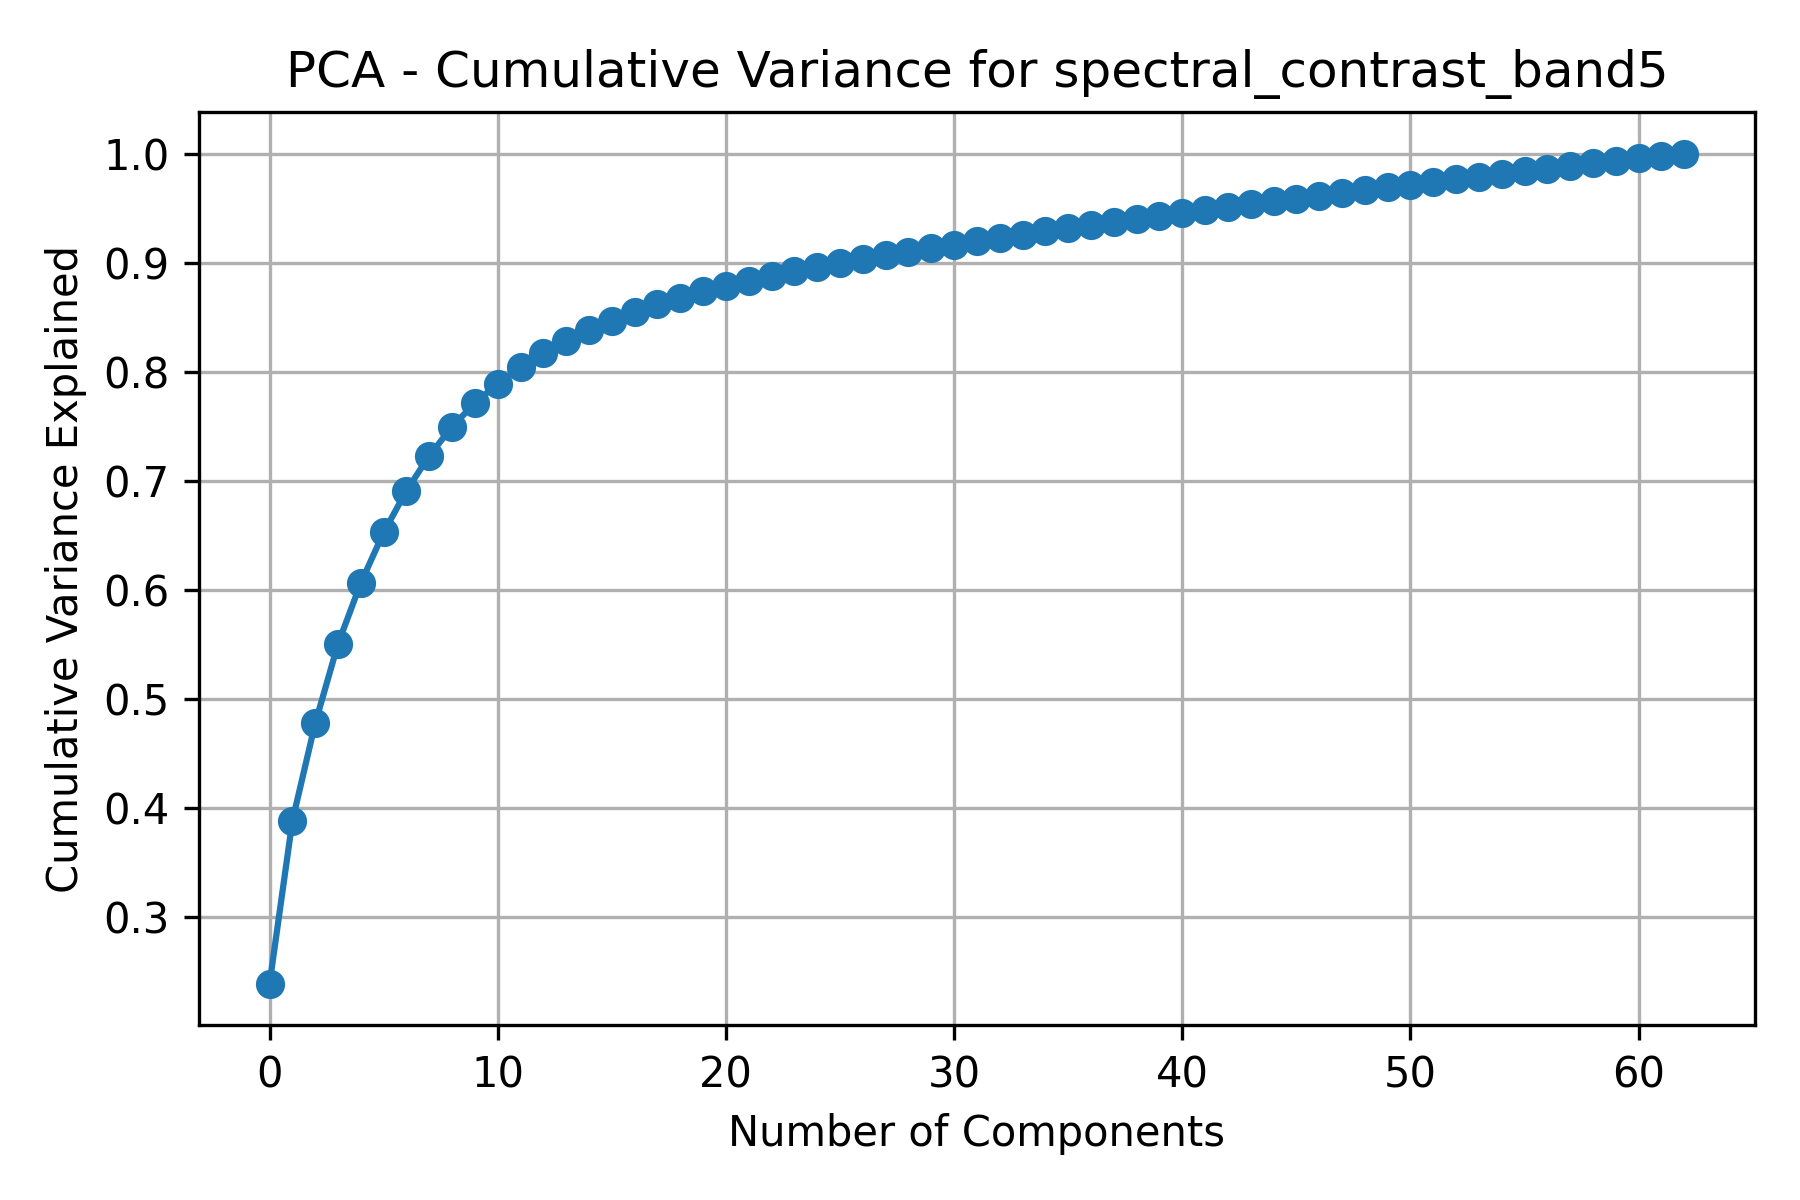 PCA - Cumulative Variance for spectral_contrast_band5
Cumulative Variance Explained
1.0
0.9
0.8
0.7
0.6
0.5
0.4
0.3
0 10 20 30 40 50 60
Number of Components